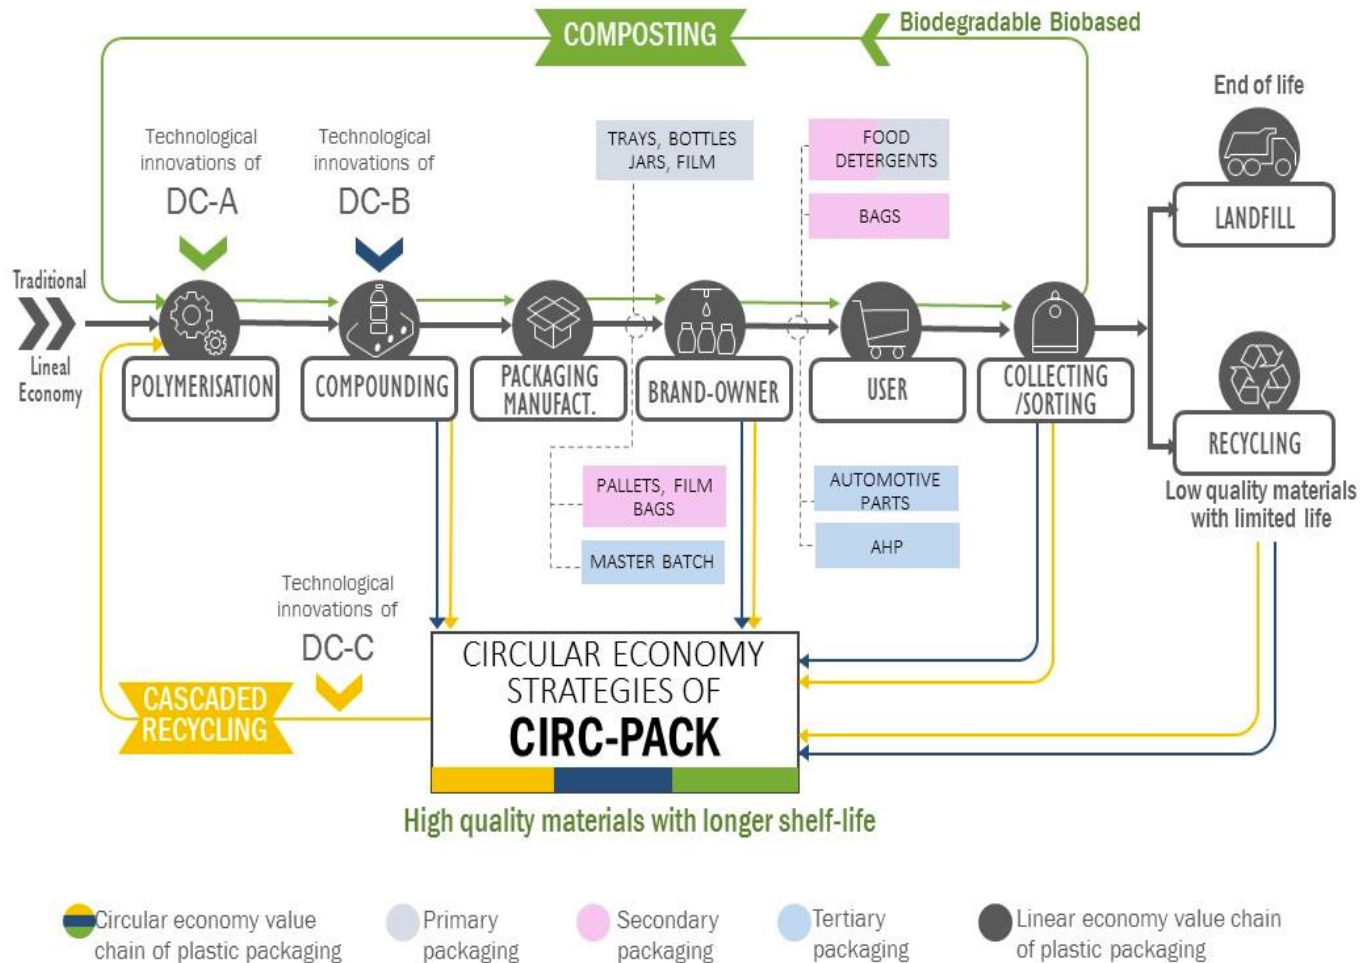 COMPOSTING
Biodegradable Biobased
End of life
Technological
innovations of
DC-A
Technological
innovations of
DC-B
TRAYS, BOTTLES
JARS, FILM
FOOD
DETERGENTS
BAGS
LANDFILL
Traditional
Lineal
Economy
POLYMERISATION
COMPOUNDING
PACKAGING
MANUFACT.
BRAND-OWNER
USER
COLLECTING
/SORTING
RECYCLING
Low quality materials
with limited life
PALLETS, FILM
BAGS
MASTER BATCH
AUTOMOTIVE
PARTS
AHP
Technological
innovations of
DC-C
CASCADED
RECYCLING
CIRCULAR ECONOMY
STRATEGIES OF
CIRC-PACK
High quality materials with longer shelf-life
Circular economy value
chain of plastic packaging
Primary
packaging
Secondary
packaging
Tertiary
packaging
Linear economy value chain
of plastic packaging